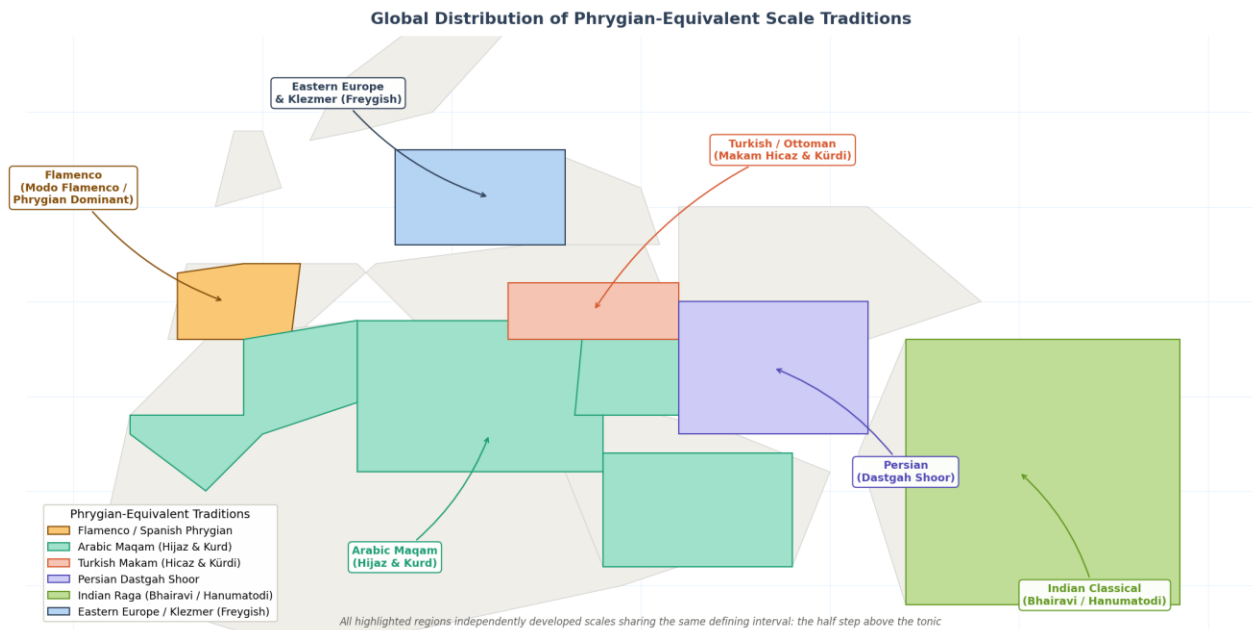 Global Distribution of Phrygian-Equivalent Scale Traditions
Eastern Europe
& Klezmer (Freygish)
Turkish / Ottoman
(Makam Hicaz & Kürdi)
Flamenco
(Modo Flamenco /
Phrygian Dominant)
Persian
(Dastgah Shoor)
Arabic Maqam
(Hijaz & Kurd)
Indian Classical
(Bhairavi / Hanumatodi)
Phrygian-Equivalent Traditions
Flamenco / Spanish Phrygian
Arabic Maqam (Hijaz & Kurd)
Turkish Makam (Hicaz & Kürdi)
Persian Dastgah Shoor
Indian Raga (Bhairavi / Hanumatodi)
Eastern Europe / Klezmer (Freygish)
All highlighted regions independently developed scales sharing the same defining interval: the half step above the tonic